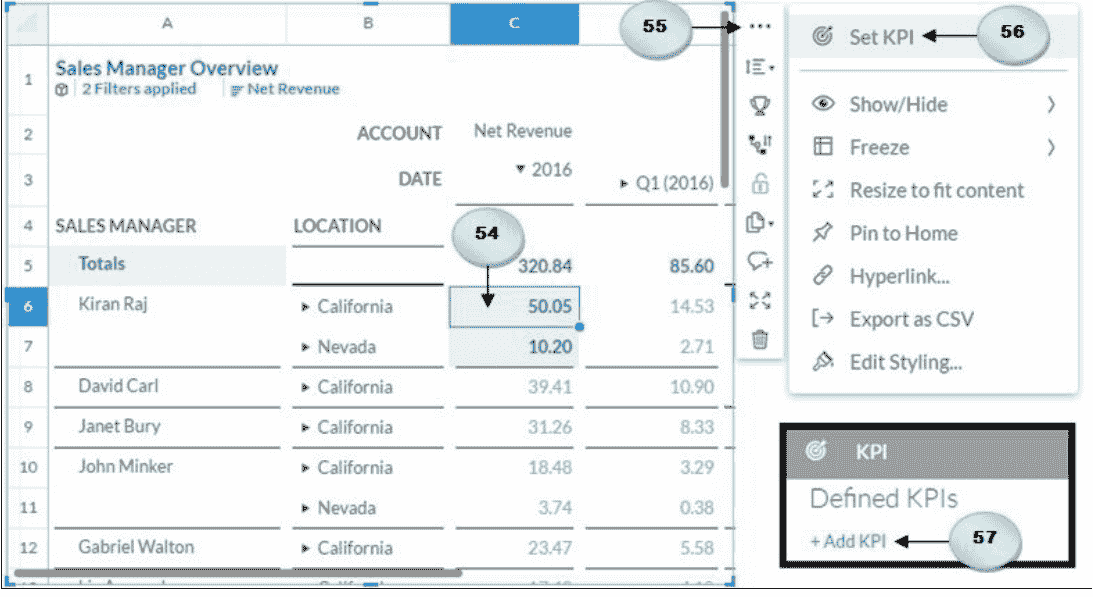 A B C
55
56
Set KPI
1 Sales Manager Overview
2 Filters applied Net Revenue
Show/Hide
2 ACCOUNT Net Revenue
Freeze
3 DATE 2016 Q1 (2016)
Resize to fit content
4 SALES MANAGER LOCATION
54
Pin to Home
5 Totals 320.84 85.60
Hyperlink...
6 Kiran Raj California 50.05 14.53
Export as CSV
7 Nevada 10.20 2.71
Edit Styling...
8 David Carl California 39.41 10.90
9 Janet Bury California 31.26 8.33
10 John Minker California 18.48 3.29
11 Nevada 3.74 0.38
12 Gabriel Walton California 23.47 5.58
KPI
Defined KPIs
+ Add KPI
57